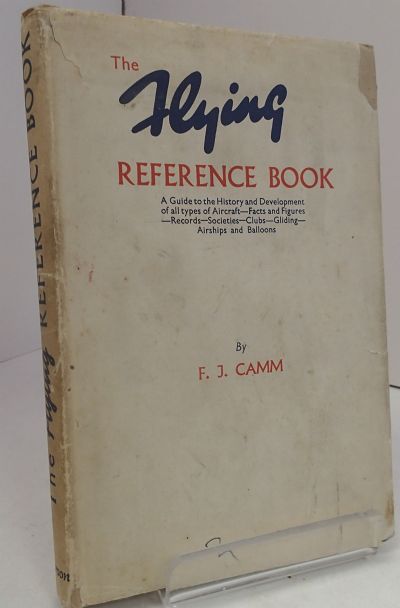 The
Flying
REFERENCE BOOK
A Guide to the History and Development
of all types of Aircraft—Facts and Figures
—Records—Societies—Clubs—Gliding—
Airships and Balloons
By
F. J. CAMM
The Flying REFERENCE BOOK